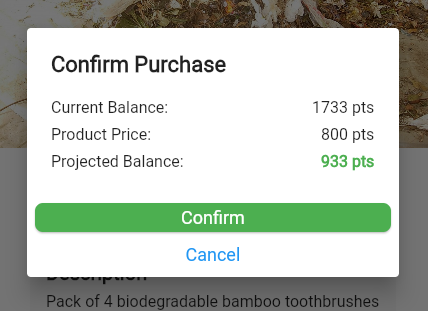 Confirm Purchase
Current Balance: 1733 pts
Product Price: 800 pts
Projected Balance: 933 pts
Confirm
Cancel
Description
Pack of 4 biodegradable bamboo toothbrushes